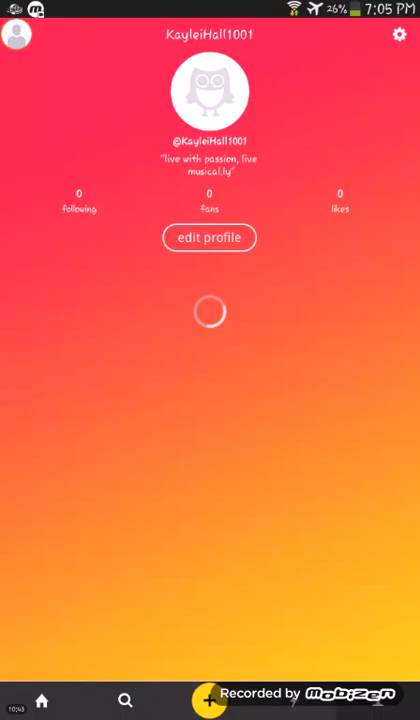 26% 7:05 PM
KayleiHall1001
@KayleiHall1001
"live with passion, live
musical.ly"
0 0 0
following fans likes
edit profile
10:43
Recorded by Mobizen